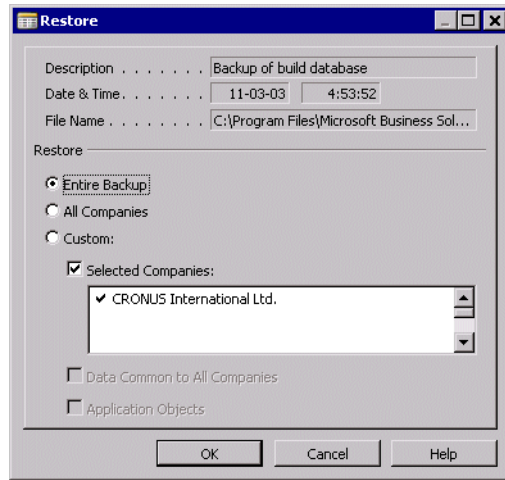 Restore
Description . . . . . . . Backup of build database
Date & Time. . . . . . . . 11-03-03 4:53:52
File Name . . . . . . . . C:\Program Files\Microsoft Business Sol...
Restore
Entire Backup
All Companies
Custom:
Selected Companies:
CRONUS International Ltd.
Data Common to All Companies
Application Objects
OK Cancel Help